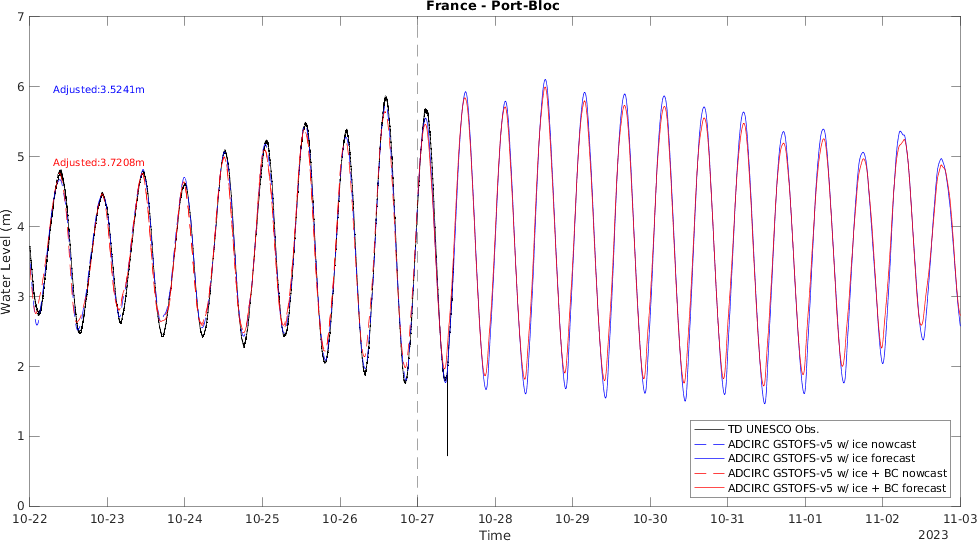 France - Port-Bloc
7
6
5
4
3
2
1
0
Water Level (m)
Adjusted:3.5241m
Adjusted:3.7208m
TD UNESCO Obs.
ADCIRC GSTOFS-v5 w/ ice nowcast
ADCIRC GSTOFS-v5 w/ ice forecast
ADCIRC GSTOFS-v5 w/ ice + BC nowcast
ADCIRC GSTOFS-v5 w/ ice + BC forecast
10-22 10-23 10-24 10-25 10-26 10-27 10-28 10-29 10-30 10-31 11-01 11-02 11-03
Time
2023